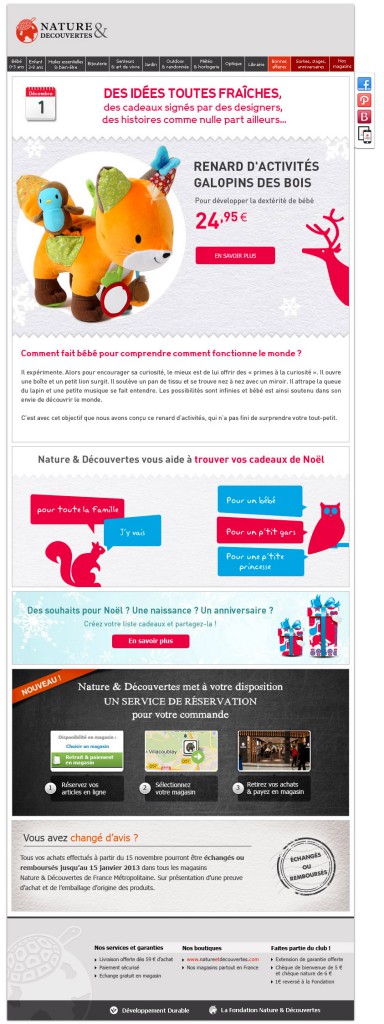 NATURE &
DECOUVERTES
Bébé
0-3 ans
Enfant
3-8 ans
Huiles essentielles
& bien-être
Bijouterie
Senteurs
& art de vivre
Jardin
Outdoor
& randonnée
Météo
& horlogerie
Optique
Librairie
Bonnes
affaires
Sorties, stages,
anniversaires
Nos
magasins
Décembre
1
DES IDÉES TOUTES FRAÎCHES,
des cadeaux signés par des designers,
des histoires comme nulle part ailleurs...
RENARD D'ACTIVITÉS
GALOPINS DES BOIS
Pour développer la dextérité de bébé
24,95 €
EN SAVOIR PLUS
Comment fait bébé pour comprendre comment fonctionne le monde ?
Il expérimente. Alors pour encourager sa curiosité, le mieux est de lui offrir des « primes à la curiosité ». Il ouvre
une boîte et un petit lion surgit. Il soulève un pan de tissu et se trouve nez à nez avec un miroir. Il attrape la queue
du lapin et une petite musique se fait entendre. Les possibilités sont infinies et bébé est ainsi soutenu dans son
envie de découvrir le monde.
C'est avec cet objectif que nous avons conçu ce renard d'activités, qui n'a pas fini de surprendre votre tout-petit.
Nature & Découvertes vous aide à trouver vos cadeaux de Noël
pour toute la famille
J'y vais
Pour un bébé
Pour un p'tit gars
Pour une p'tite
princesse
Des souhaits pour Noël ? Une naissance ? Un anniversaire ?
Créez votre liste cadeaux et partagez-la !
En savoir plus
NOUVEAU !
Nature & Découvertes met à votre disposition
UN SERVICE DE RÉSERVATION
pour votre commande
Disponibilité en magasin :
Choisir un magasin
Retrait & paiement
en magasin
Villacoublay
1 Réservez vos
articles en ligne
2 Sélectionnez
votre magasin
3 Retirez vos achats
& payez en magasin
Vous avez changé d'avis ?
Tous vos achats effectués à partir du 15 novembre pourront être échangés ou
remboursés jusqu'au 15 janvier 2013 dans tous les magasins
Nature & Découvertes de France Métropolitaine. Sur présentation d'une preuve
d'achat et de l'emballage d'origine des produits.
ÉCHANGÉS
OU
REMBOURSÉS
Nos services et garanties
Livraison offerte dès 59 € d'achat
Paiement sécurisé
Echange gratuit en magasin
Nos boutiques
www.natureetdecouvertes.com
Nos magasins partout en France
Faites partie du club !
Extension de garantie offerte
Chèque de bienvenue de 5 €
et chèque nature de 6 €
1€ reversé à la Fondation
Développement Durable
La Fondation Nature & Découvertes